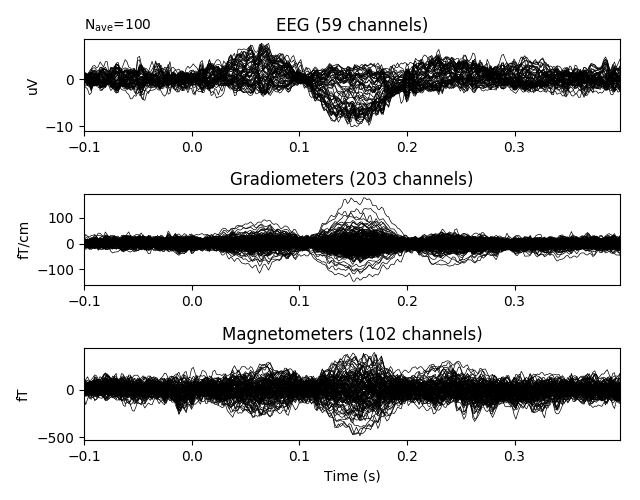 N_ave=100
EEG (59 channels)
uV
0
−10
−0.1 0.0 0.1 0.2 0.3
Gradiometers (203 channels)
fT/cm
100
0
−100
−0.1 0.0 0.1 0.2 0.3
Magnetometers (102 channels)
fT
0
−500
−0.1 0.0 0.1 0.2 0.3
Time (s)